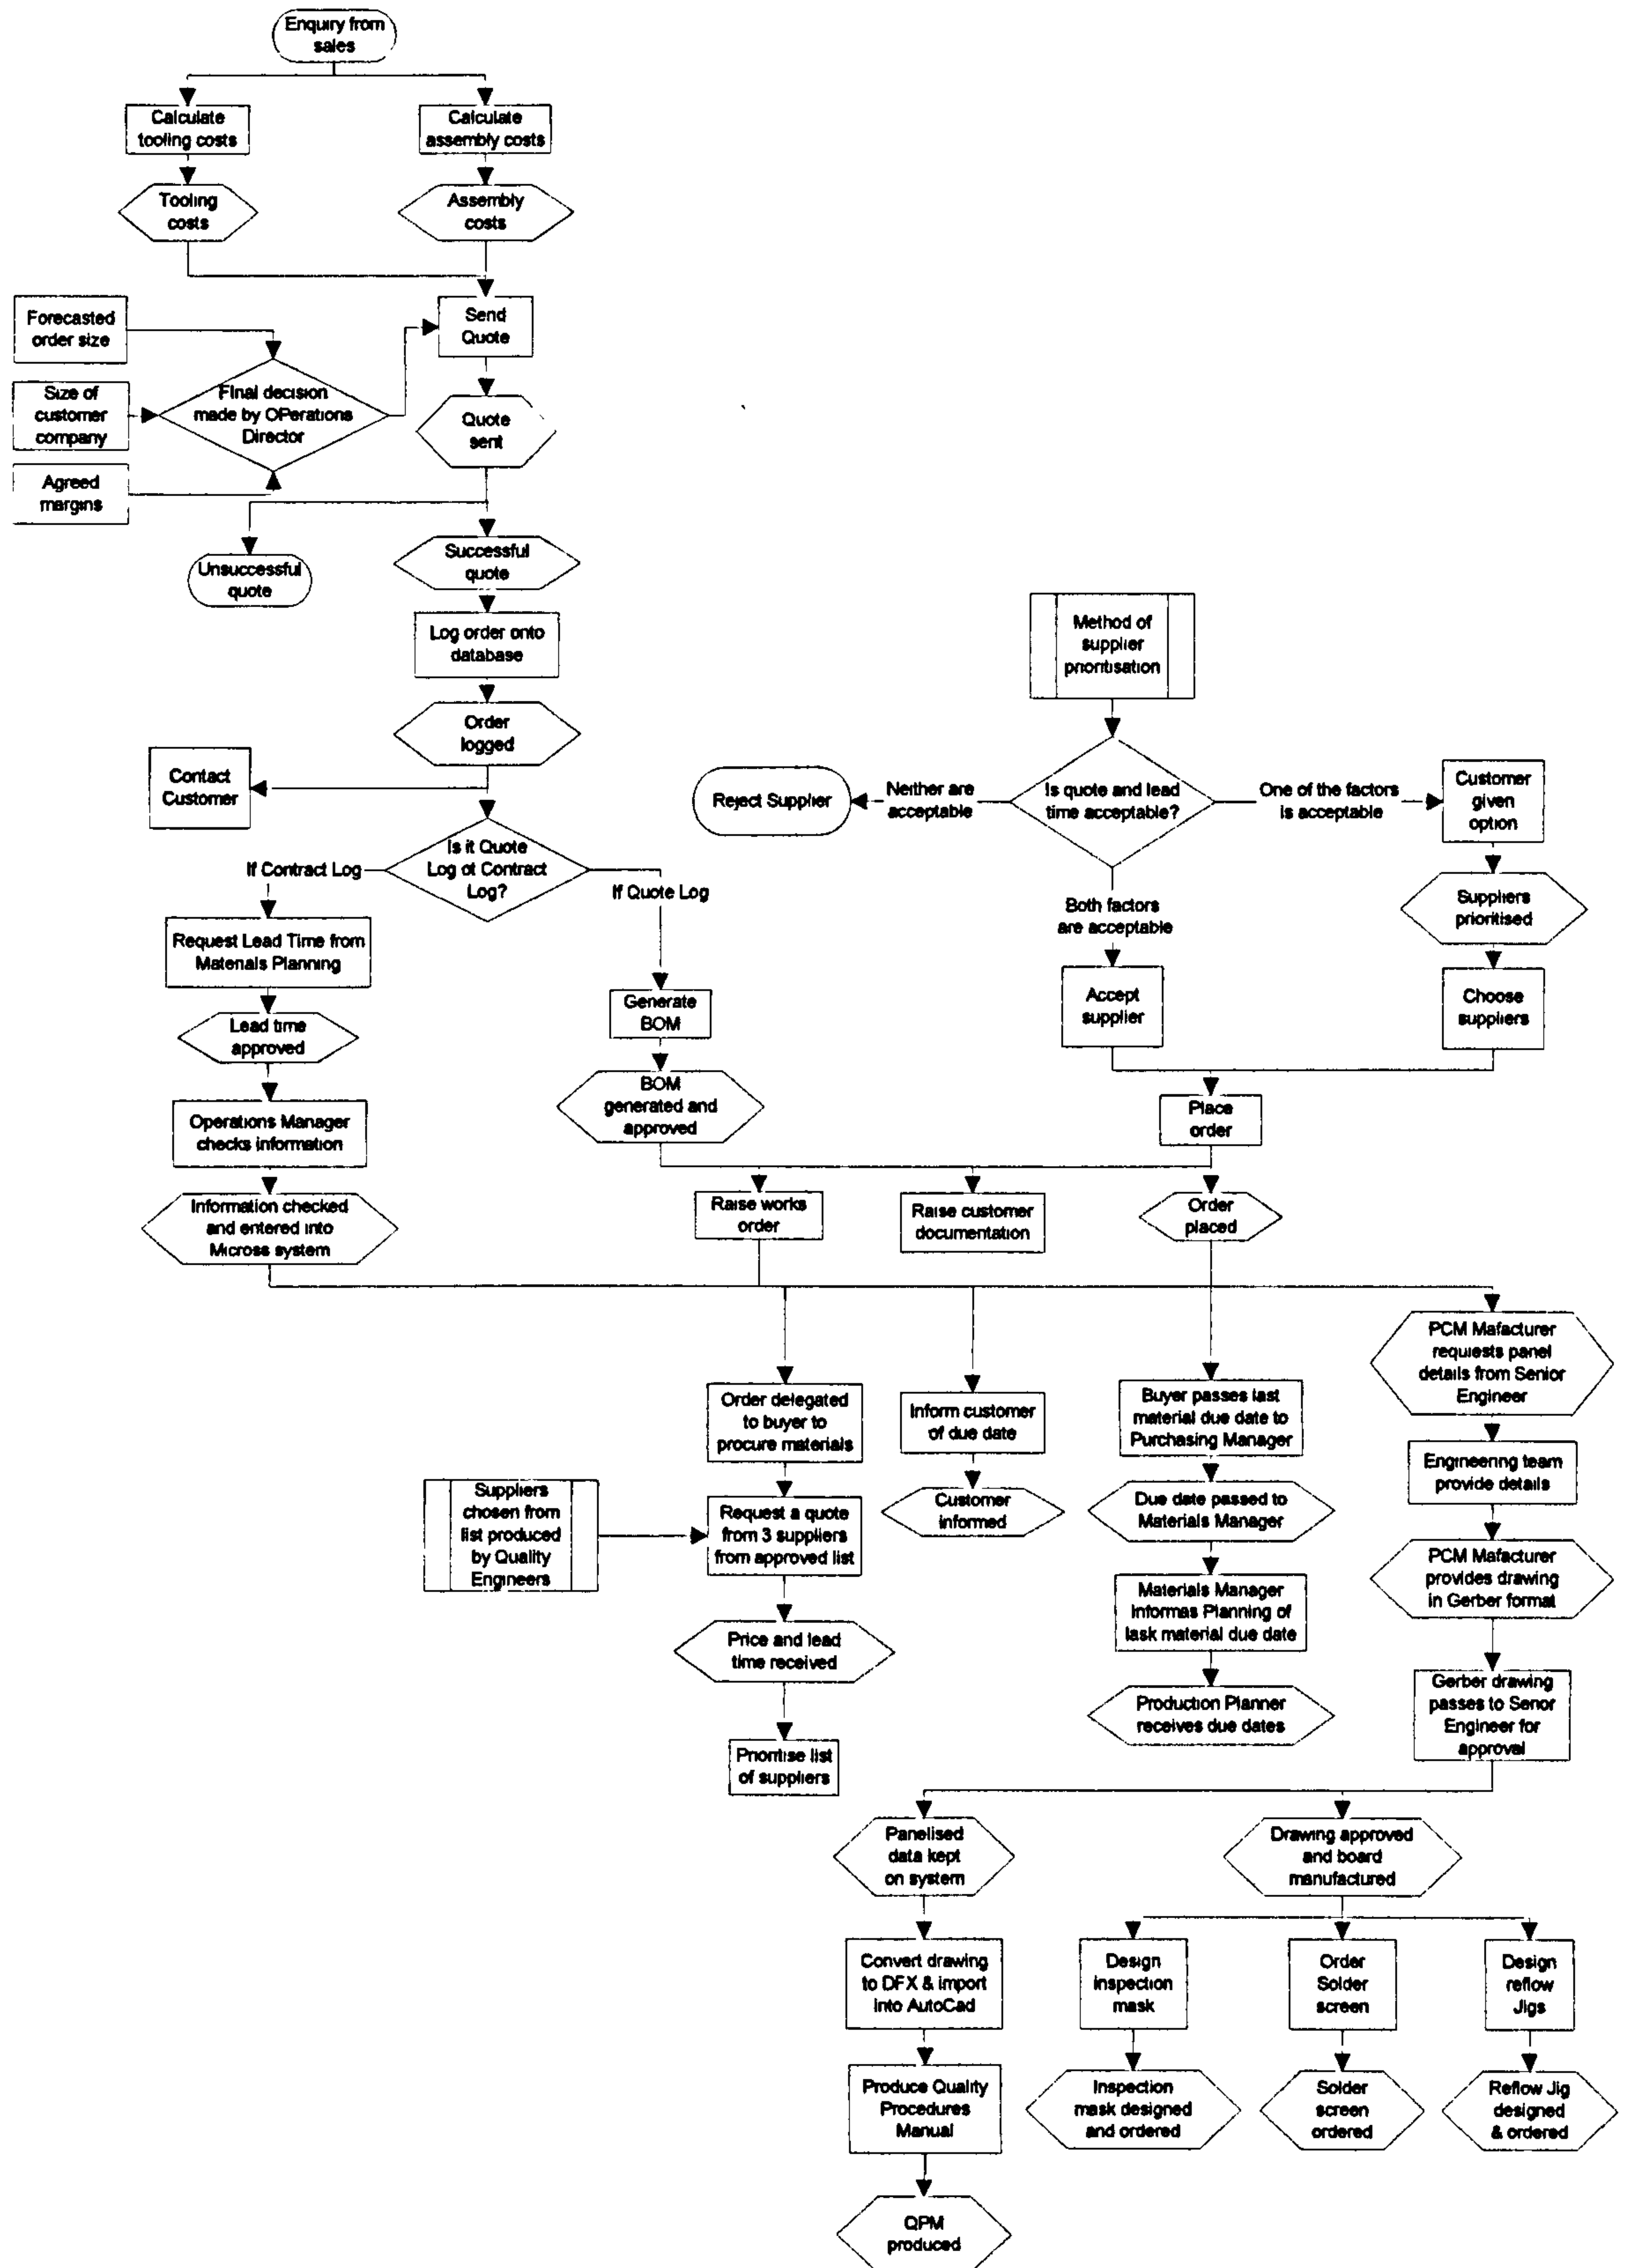 Enquiry from
sales
Calculate
tooling costs
Calculate
assembly costs
Tooling
costs
Assembly
costs
Forecasted
order size
Send
Quote
Size of
customer
company
FInal decision
made by OPerations
Director
Quote
sent
Agreed
margins
Unsuccessful
quote
Successful
quote
Log order onto
database
Order
logged
Contact
Customer
Is it Quote
Log ot Contract
Log?
If Contract Log
If Quote Log
Request Lead Time from
Materials Planning
Lead time
approved
Operations Manager
checks information
Information checked
and entered into
Micross system
Generate
BOM
BOM
generated and
approved
Method of
supplier
prioritisation
Reject Supplier
Neither are
acceptable
Is quote and lead
time acceptable?
One of the factors
is acceptable
Customer
given
option
Both factors
are acceptable
Suppliers
prioritised
Accept
supplier
Choose
suppliers
Place
order
Raise works
order
Raise customer
documentation
Order
placed
Order delegated
to buyer to
procure materials
Inform customer
of due date
Buyer passes last
material due date to
Purchasing Manager
PCM Mafacturer
requiests panel
details from Senior
Engineer
Suppliers
chosen from
list produced
by Quality
Engineers
Request a quote
from 3 suppliers
from approved list
Customer
informed
Due date passed to
Materials Manager
Engineering team
provide details
Price and lead
time received
Materials Manager
Informas Planning of
lask material due date
PCM Mafacturer
provides drawing
in Gerber format
Prioritise list
of suppliers
Production Planner
receives due dates
Gerber drawing
passes to Senor
Engineer for
approval
Panelised
data kept
on system
Drawing approved
and board
manufactured
Convert drawing
to DFX & import
into AutoCad
Design
inspection
mask
Order
Solder
screen
Design
reflow
Jigs
Produce Quality
Procedures
Manual
Inspection
mask designed
and ordered
Solder
screen
ordered
Reflow Jig
designed
& ordered
QPM
produced